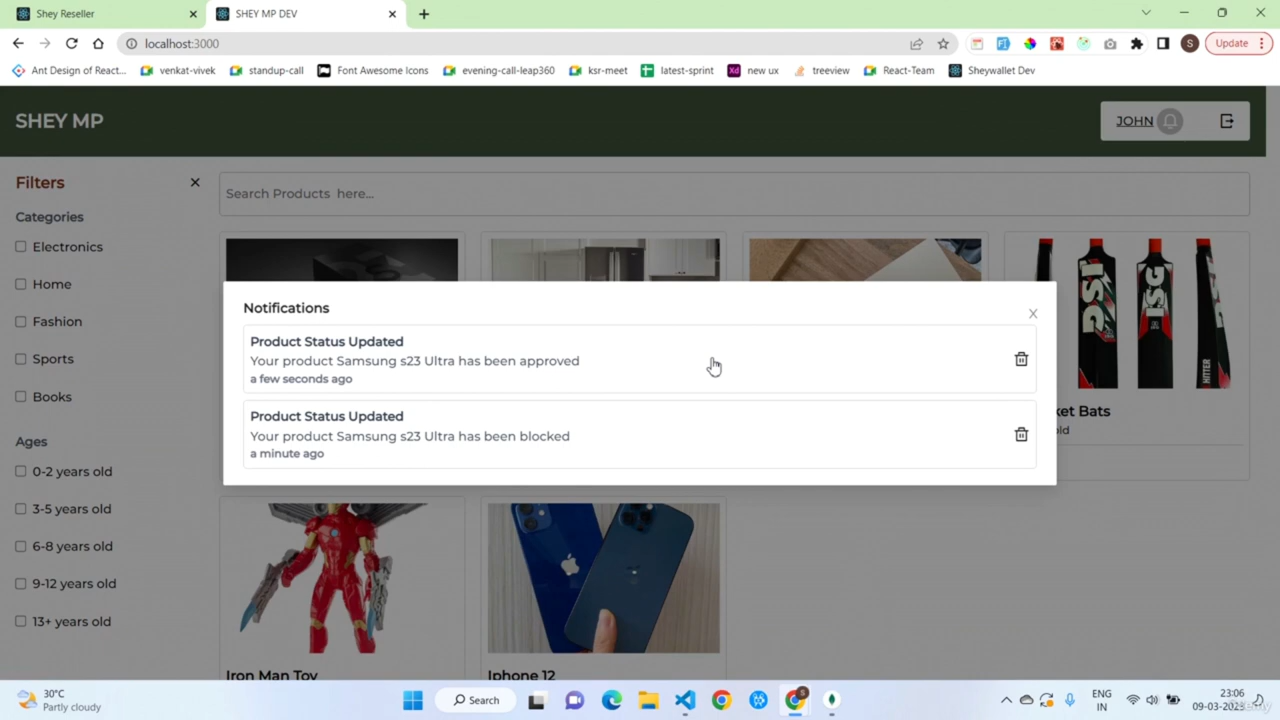 Shey Reseller
SHEY MP DEV
localhost:3000
Update
Ant Design of React...
venkat-vivek
standup-call
Font Awesome Icons
evening-call-leap360
ksr-meet
latest-sprint
new ux
treeview
React-Team
Sheywallet Dev
SHEY MP
JOHN
Filters
Search Products here...
Categories
Electronics
Home
Fashion
Sports
Books
Ages
0-2 years old
3-5 years old
6-8 years old
9-12 years old
13+ years old
Notifications
X
Product Status Updated
Your product Samsung s23 Ultra has been approved
a few seconds ago
Product Status Updated
Your product Samsung s23 Ultra has been blocked
a minute ago
DSC
HITTER
ket Bats
old
Iron Man Toy
Iphone 12
30°C
Partly cloudy
Search
ENG
IN
23:06
09-03-2023